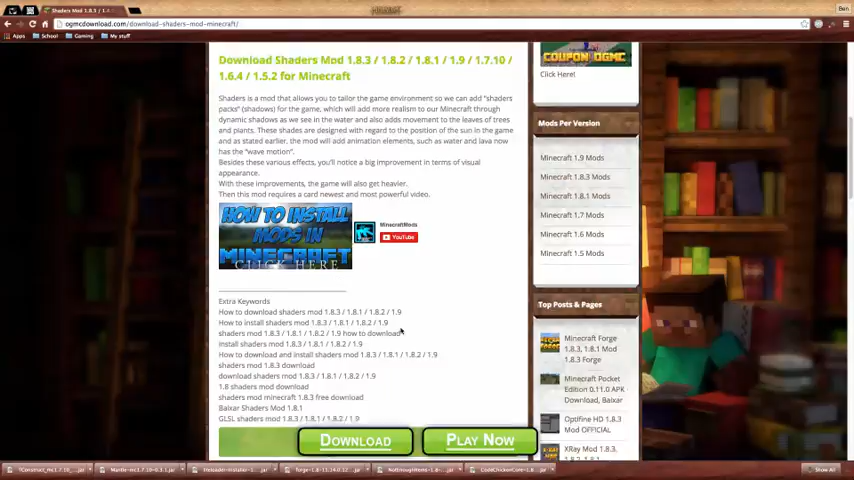 Shaders Mod 1.8.3 / 1.8
Ben
ogmcdownload.com/download-shaders-mod-minecraft/
Apps School Gaming My stuff
Download Shaders Mod 1.8.3 / 1.8.2 / 1.8.1 / 1.9 / 1.7.10 /
1.6.4 / 1.5.2 for Minecraft
Shaders is a mod that allows you to tailor the game environment so we can add "shaders
packs" (shadows) for the game, which will add more realism to our Minecraft through
dynamic shadows as we see in the water and also adds movement to the leaves of trees
and plants. These shades are designed with regard to the position of the sun in the game
and as stated earlier, the mod will add animation elements, such as water and lava now
has the "wave motion".
Besides these various effects, you'll notice a big improvement in terms of visual
appearance.
With these improvements, the game will also get heavier.
Then this mod requires a card newest and most powerful video.
HOW TO INSTALL
MODS IN
MINECRAFT
CLICK HERE
MinecraftMods
YouTube
Extra Keywords
How to download shaders mod 1.8.3 / 1.8.1 / 1.8.2 / 1.9
How to install shaders mod 1.8.3 / 1.8.1 / 1.8.2 / 1.9
shaders mod 1.8.3 / 1.8.1 / 1.8.2 / 1.9 how to download
install shaders mod 1.8.3 / 1.8.1 / 1.8.2 / 1.9
How to download and install shaders mod 1.8.3 / 1.8.1 / 1.8.2 / 1.9
shaders mod 1.8.3 download
download shaders mod 1.8.3 / 1.8.1 / 1.8.2 / 1.9
1.8 shaders mod download
shaders mod minecraft 1.8.3 free download
Baixar Shaders Mod 1.8.1
GLSL shaders mod 1.8.3 / 1.8.1 / 1.8.2 / 1.9
DOWNLOAD
PLAY NOW
COUPON OGMC
Click Here!
Mods Per Version
Minecraft 1.9 Mods
Minecraft 1.8.3 Mods
Minecraft 1.8.1 Mods
Minecraft 1.7 Mods
Minecraft 1.6 Mods
Minecraft 1.5 Mods
Top Posts & Pages
Minecraft Forge
1.8.3, 1.8.1 Mod
1.8.3 Forge
Minecraft Pocket
Edition 0.11.0 APK
Download, Baixar
Optifine HD 1.8.3
Mod OFFICIAL
XRay Mod 1.8.3,
Show All